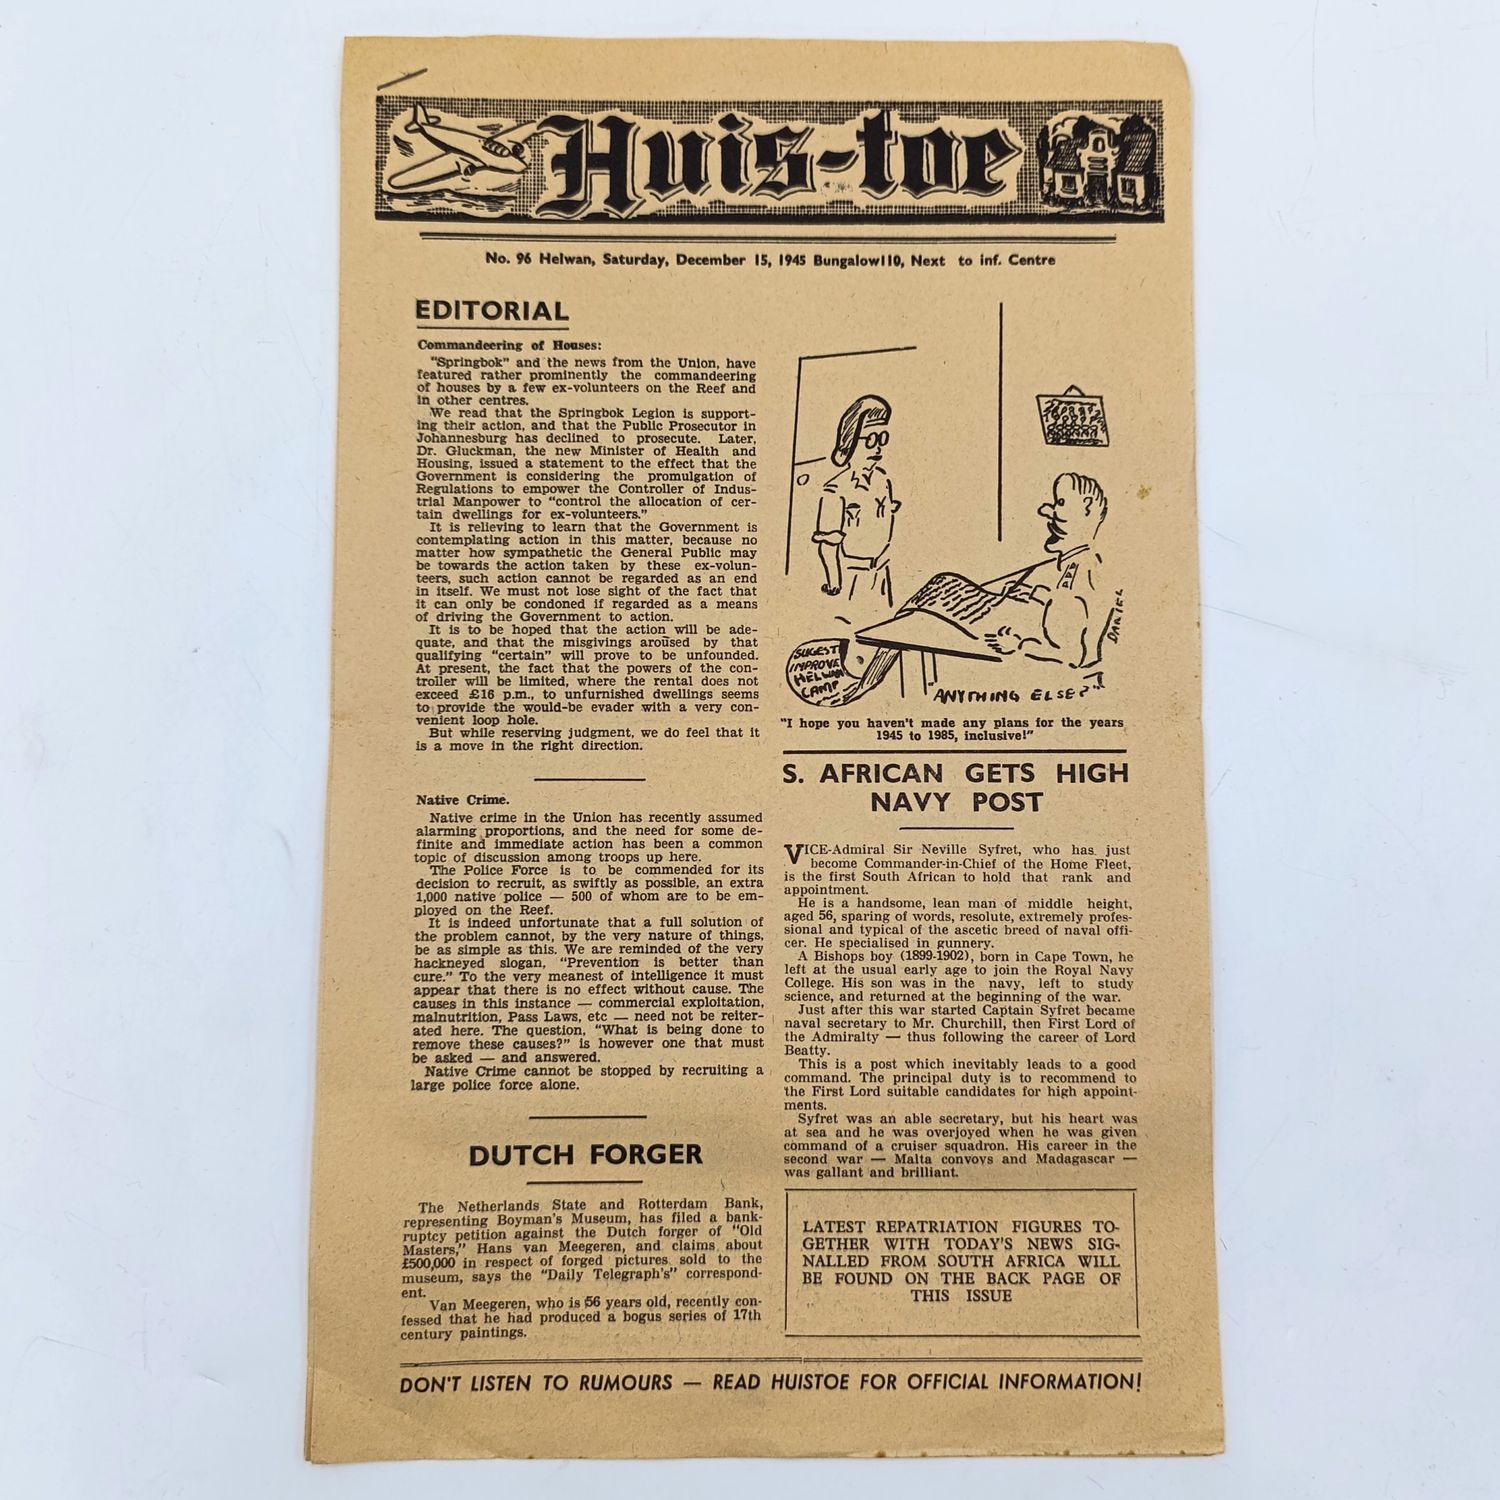 Huis-toe
No. 96 Helwan, Saturday, December 15, 1945 Bungalow110, Next to inf. Centre
EDITORIAL
Commandeering of Houses:
"Springbok" and the news from the Union, have
featured rather prominently the commandeering
of houses by a few ex-volunteers on the Reef and
in other centres.
We read that the Springbok Legion is support-
ing their action, and that the Public Prosecutor in
Johannesburg has declined to prosecute. Later,
Dr. Gluckman, the new Minister of Health and
Housing, issued a statement to the effect that the
Government is considering the promulgation of
Regulations to empower the Controller of Indus-
trial Manpower to "control the allocation of cer-
tain dwellings for ex-volunteers."
It is relieving to learn that the Government is
contemplating action in this matter, because no
matter how sympathetic the General Public may
be towards the action taken by these ex-volun-
teers, such action cannot be regarded as an end
in itself. We must not lose sight of the fact that
it can only be condoned if regarded as a means
of driving the Government to action.
It is to be hoped that the action will be ade-
quate, and that the misgivings aroused by that
qualifying "certain" will prove to be unfounded.
At present, the fact that the powers of the con-
troller will be limited, where the rental does not
exceed £16 p.m., to unfurnished dwellings seems
to provide the would-be evader with a very con-
venient loop hole.
But while reserving judgment, we do feel that it
is a move in the right direction.
Native Crime.
Native crime in the Union has recently assumed
alarming proportions, and the need for some de-
finite and immediate action has been a common
topic of discussion among troops up here.
The Police Force is to be commended for its
decision to recruit, as swiftly as possible, an extra
1,000 native police — 500 of whom are to be em-
ployed on the Reef.
It is indeed unfortunate that a full solution of
the problem cannot, by the very nature of things,
be as simple as this. We are reminded of the very
hackneyed slogan, "Prevention is better than
cure." To the very meanest of intelligence it must
appear that there is no effect without cause. The
causes in this instance — commercial exploitation,
malnutrition, Pass Laws, etc — need not be reiter-
ated here. The question, "What is being done to
remove these causes?" is however one that must
be asked — and answered.
Native Crime cannot be stopped by recruiting a
large police force alone.
DUTCH FORGER
The Netherlands State and Rotterdam Bank,
representing Boyman's Museum, has filed a bank-
ruptcy petition against the Dutch forger of "Old
Masters," Hans van Meegeren, and claims about
£500,000 in respect of forged pictures sold to the
museum, says the "Daily Telegraph's" correspond-
ent.
Van Meegeren, who is 56 years old, recently con-
fessed that he had produced a bogus series of 17th
century paintings.
DANIEL
SUGEST
IMPROVE
HELWAN
CAMP
"ANYTHING ELSE?"
"I hope you haven't made any plans for the years
1945 to 1985, inclusive!"
S. AFRICAN GETS HIGH
NAVY POST
VICE-Admiral Sir Neville Syfret, who has just
become Commander-in-Chief of the Home Fleet,
is the first South African to hold that rank and
appointment.
He is a handsome, lean man of middle height,
aged 56, sparing of words, resolute, extremely profes-
sional and typical of the ascetic breed of naval offi-
cer. He specialised in gunnery.
A Bishops boy (1899-1902), born in Cape Town, he
left at the usual early age to join the Royal Navy
College. His son was in the navy, left to study
science, and returned at the beginning of the war.
Just after this war started Captain Syfret became
naval secretary to Mr. Churchill, then First Lord of
the Admiralty — thus following the career of Lord
Beatty.
This is a post which inevitably leads to a good
command. The principal duty is to recommend to
the First Lord suitable candidates for high appoint-
ments.
Syfret was an able secretary, but his heart was
at sea and he was overjoyed when he was given
command of a cruiser squadron. His career in the
second war — Malta convoys and Madagascar —
was gallant and brilliant.
LATEST REPATRIATION FIGURES TO-
GETHER WITH TODAY'S NEWS SIG-
NALLED FROM SOUTH AFRICA WILL
BE FOUND ON THE BACK PAGE OF
THIS ISSUE
DON'T LISTEN TO RUMOURS — READ HUISTOE FOR OFFICIAL INFORMATION!